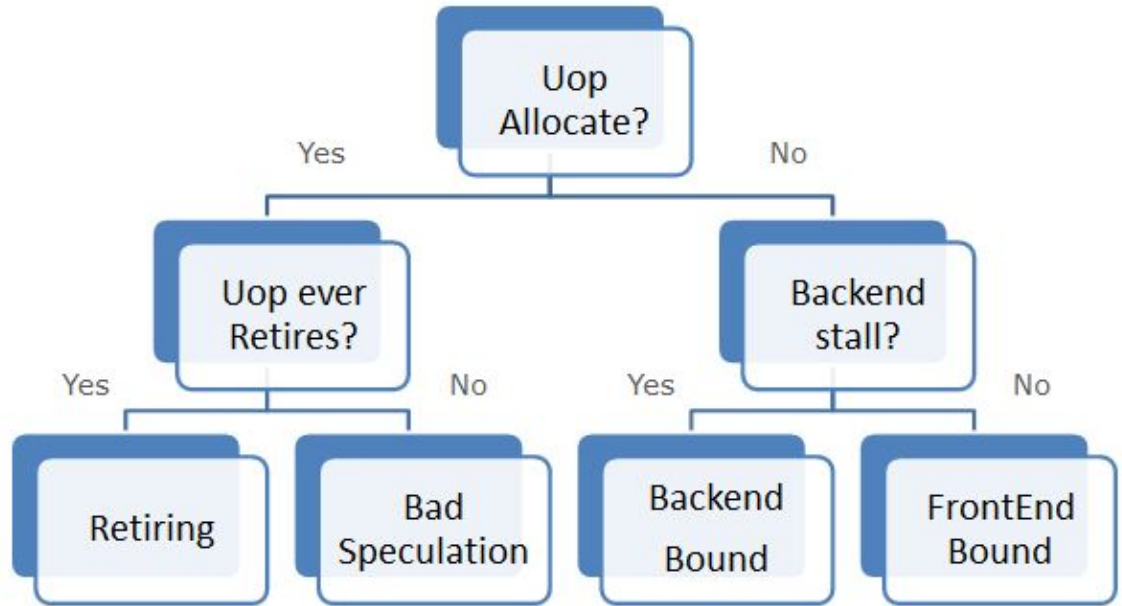 Uop
Allocate?
Yes
No
Uop ever
Retires?
Backend
stall?
Yes
No
Yes
No
Retiring
Bad
Speculation
Backend
Bound
FrontEnd
Bound